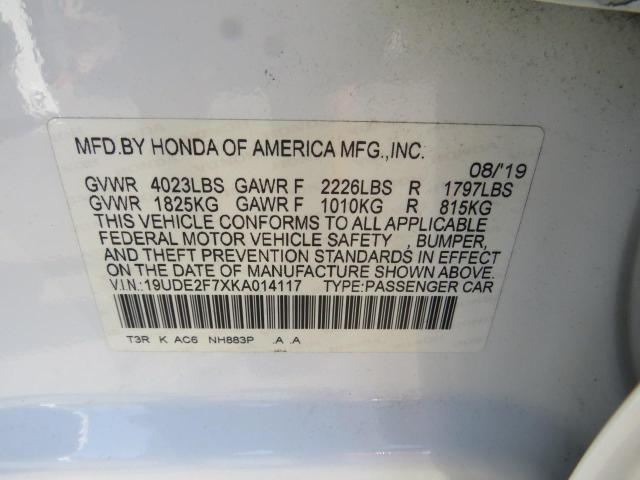 MFD.BY HONDA OF AMERICA MFG.,INC.
08/'19
GVWR 4023LBS GAWR F 2226LBS R 1797LBS
GVWR 1825KG GAWR F 1010KG R 815KG
THIS VEHICLE CONFORMS TO ALL APPLICABLE
FEDERAL MOTOR VEHICLE SAFETY , BUMPER,
AND THEFT PREVENTION STANDARDS IN EFFECT
ON THE DATE OF MANUFACTURE SHOWN ABOVE.
V.I.N.:19UDE2F7XKA014117 TYPE:PASSENGER CAR
T3R K AC6 NH883P .A .A